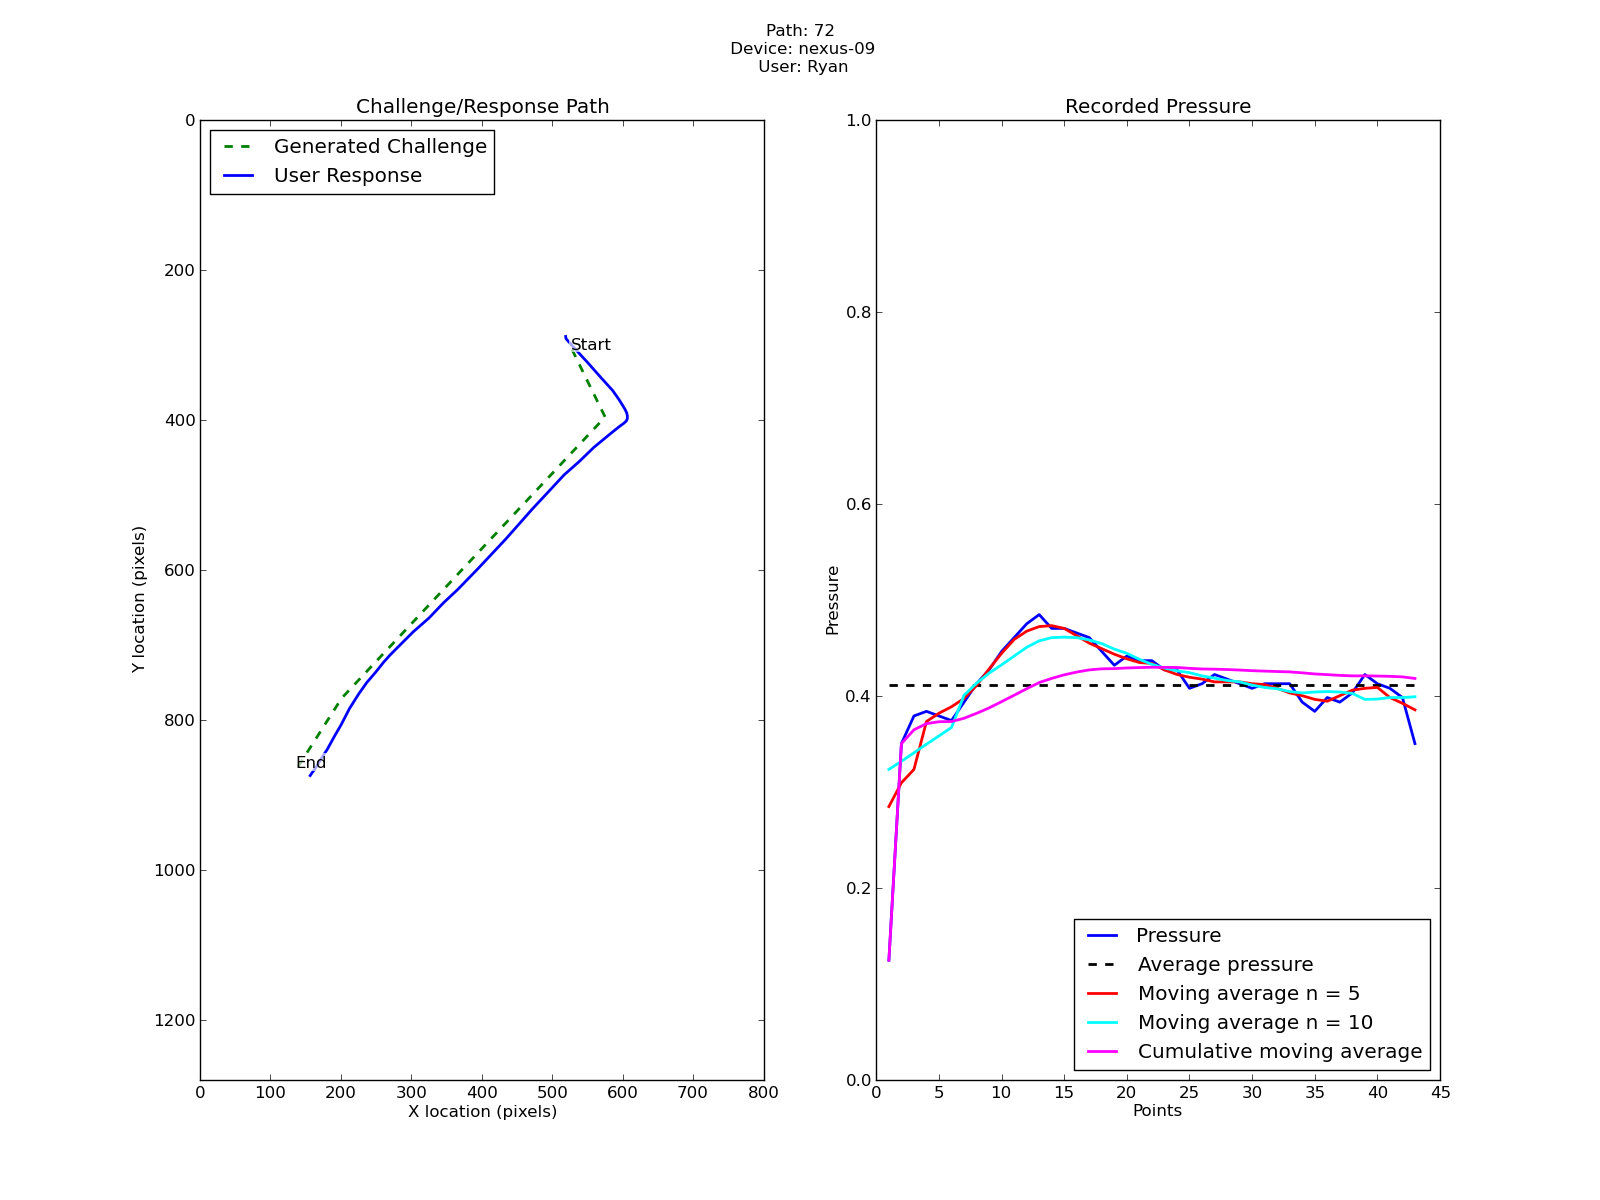 Path: 72
Device: nexus-09
User: Ryan
Challenge/Response Path
Generated Challenge
User Response
Start
End
0
200
400
600
800
1000
1200
Y location (pixels)
0 100 200 300 400 500 600 700 800
X location (pixels)
Recorded Pressure
1.0
0.8
0.6
0.4
0.2
0.0
Pressure
Pressure
Average pressure
Moving average n = 5
Moving average n = 10
Cumulative moving average
0 5 10 15 20 25 30 35 40 45
Points